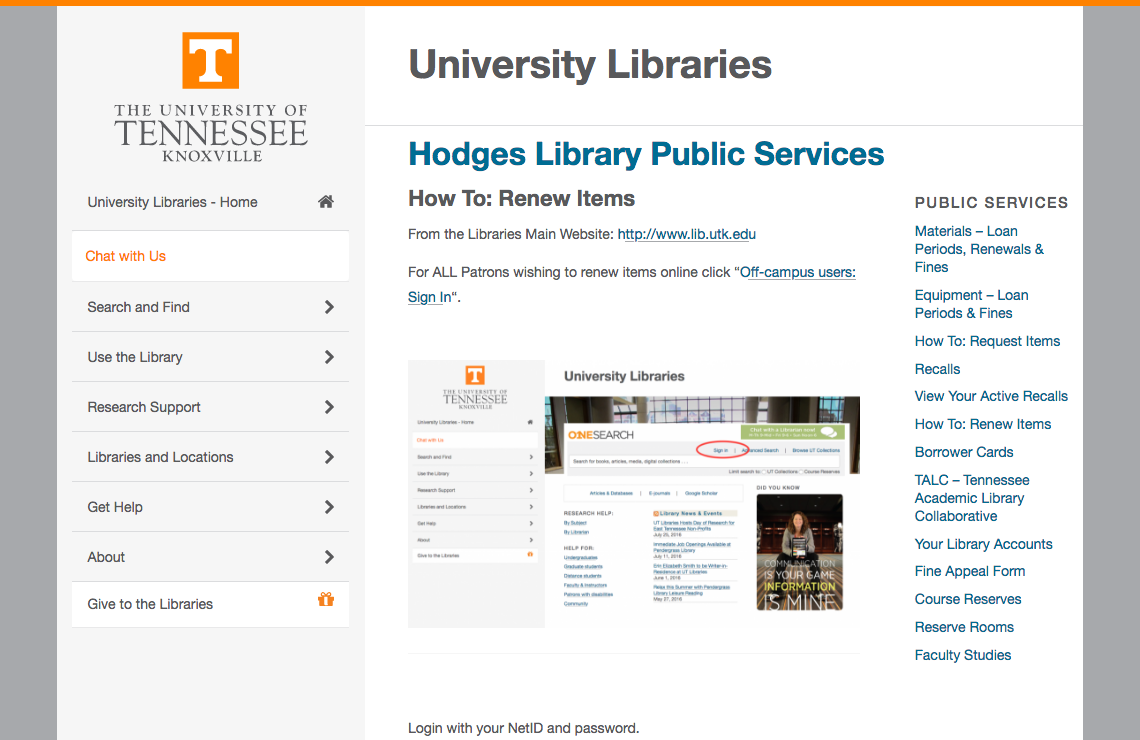 T
THE UNIVERSITY OF
TENNESSEE
KNOXVILLE
University Libraries - Home
Chat with Us
Search and Find
Use the Library
Research Support
Libraries and Locations
Get Help
About
Give to the Libraries
University Libraries
Hodges Library Public Services
How To: Renew Items
From the Libraries Main Website: http://www.lib.utk.edu
For ALL Patrons wishing to renew items online click “Off-campus users:
Sign In“.
T
THE UNIVERSITY OF
TENNESSEE
KNOXVILLE
University Libraries - Home
Chat with Us
Search and Find
Use the Library
Research Support
Libraries and Locations
Get Help
About
Give to the Libraries
University Libraries
Chat with a Librarian now!
ONESEARCH
Sign In | Advanced Search | Browse UT Collections
Search for books, articles, media, digital collections . . .
Limit search to: UT Collections Course Reserves
Articles & Databases | E-journals | Google Scholar
RESEARCH HELP:
By Subject
By Librarian
HELP FOR:
Undergraduates
Graduate students
Distance students
Faculty & Instructors
Patrons with disabilities
Community
Library News & Events
UT Libraries Hosts Day of Research for
East Tennessee Non-Profits
July 20, 2016
Immediate Job Openings Available at
Pendergrass Library
July 11, 2016
Erin Elizabeth Smith to be Writer-in-
Residence at UT Libraries
June 1, 2016
Relax this Summer with Pendergrass
Library Leisure Reading
May 27, 2016
DID YOU KNOW
COMMUNICATION
IS YOUR GAME
INFORMATION
IS MINE
Login with your NetID and password.
PUBLIC SERVICES
Materials – Loan
Periods, Renewals &
Fines
Equipment – Loan
Periods & Fines
How To: Request Items
Recalls
View Your Active Recalls
How To: Renew Items
Borrower Cards
TALC – Tennessee
Academic Library
Collaborative
Your Library Accounts
Fine Appeal Form
Course Reserves
Reserve Rooms
Faculty Studies